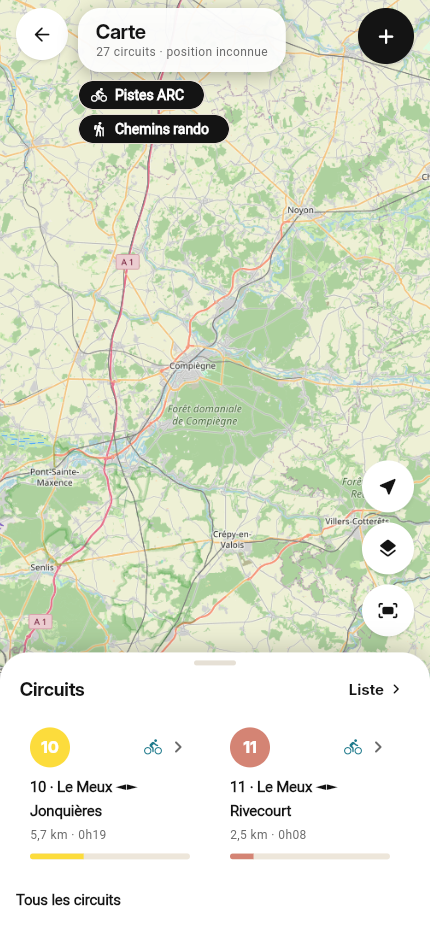 Carte
27 circuits · position inconnue
Pistes ARC
Chemins rando
Noyon
A 1
Compiègne
Forêt domaniale
de Compiègne
Pont-Sainte-
Maxence
Forê
Villers-Cotterêts
Crépy-en-
Valois
Senlis
A 1
Circuits
Liste
10
10 · Le Meux ◄►
Jonquières
5,7 km · 0h19
11
11 · Le Meux ◄►
Rivecourt
2,5 km · 0h08
Tous les circuits